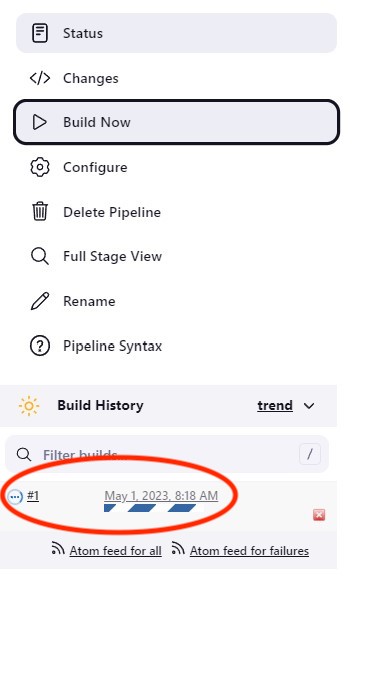 Status
Changes
Build Now
Configure
Delete Pipeline
Full Stage View
Rename
Pipeline Syntax
Build History trend
Filter builds... /
#1 May 1, 2023, 8:18 AM
Atom feed for all Atom feed for failures